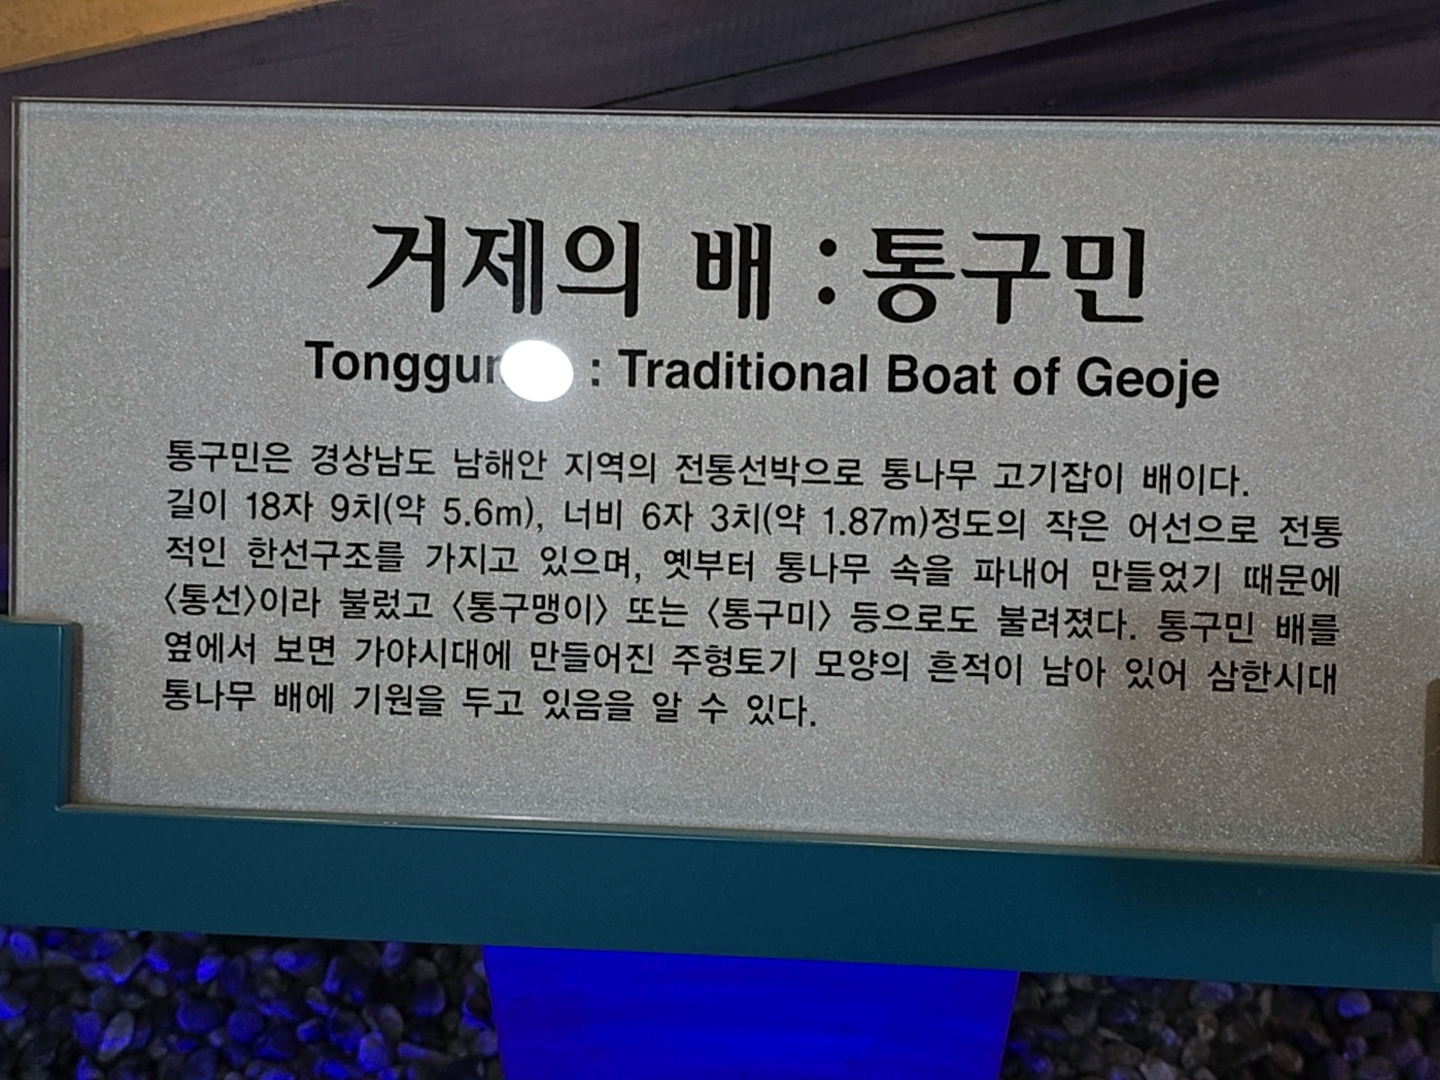 거제의 배 : 통구민
: Traditional Boat of Geoje
통구민은 경상남도 남해안 지역의 전통선박으로 통나무 고기잡이 배이다.
길이 18자 9치(약 5.6m), 너비 6자 3치(약 1.87m)정도의 작은 어선으로 전통
적인 한선구조를 가지고 있으며, 옛부터 통나무 속을 파내어 만들었기 때문에
〈통선〉이라 불렀고 〈통구맹이〉 또는 〈통구미〉 등으로도 불려졌다. 통구민 배를
옆에서 보면 가야시대에 만들어진 주형토기 모양의 흔적이 남아 있어 삼한시대
통나무 배에 기원을 두고 있음을 알 수 있다.